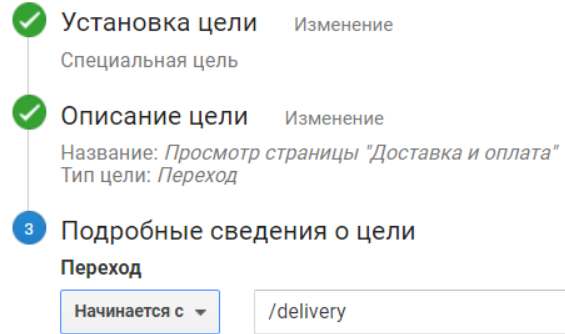 Установка цели Изменение
Специальная цель
Описание цели Изменение
Название: Просмотр страницы "Доставка и оплата"
Тип цели: Переход
3 Подробные сведения о цели
Переход
Начинается с /delivery